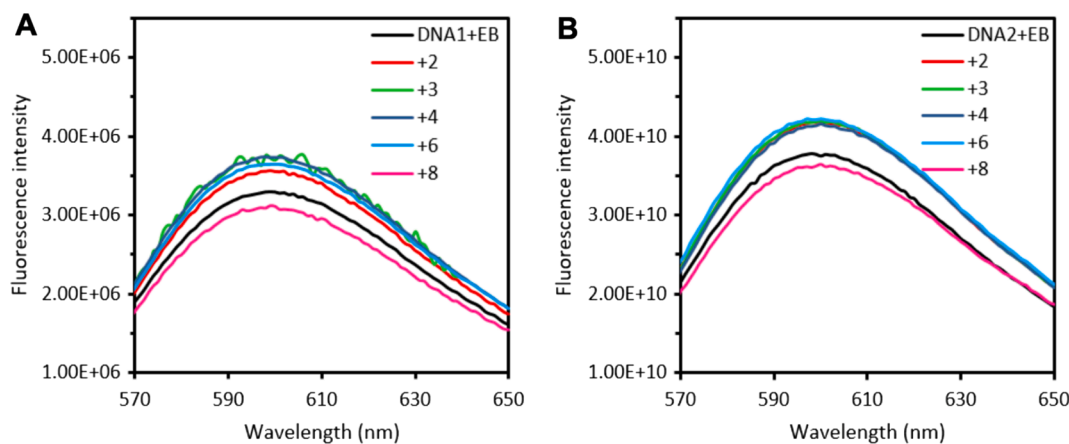 A
DNA1+EB
+2
+3
+4
+6
+8
5.00E+06
4.00E+06
3.00E+06
2.00E+06
1.00E+06
Fluorescence intensity
570
590
610
630
650
Wavelength (nm)
B
DNA2+EB
+2
+3
+4
+6
+8
5.00E+10
4.00E+10
3.00E+10
2.00E+10
1.00E+10
Fluorescence intensity
570
590
610
630
650
Wavelength (nm)